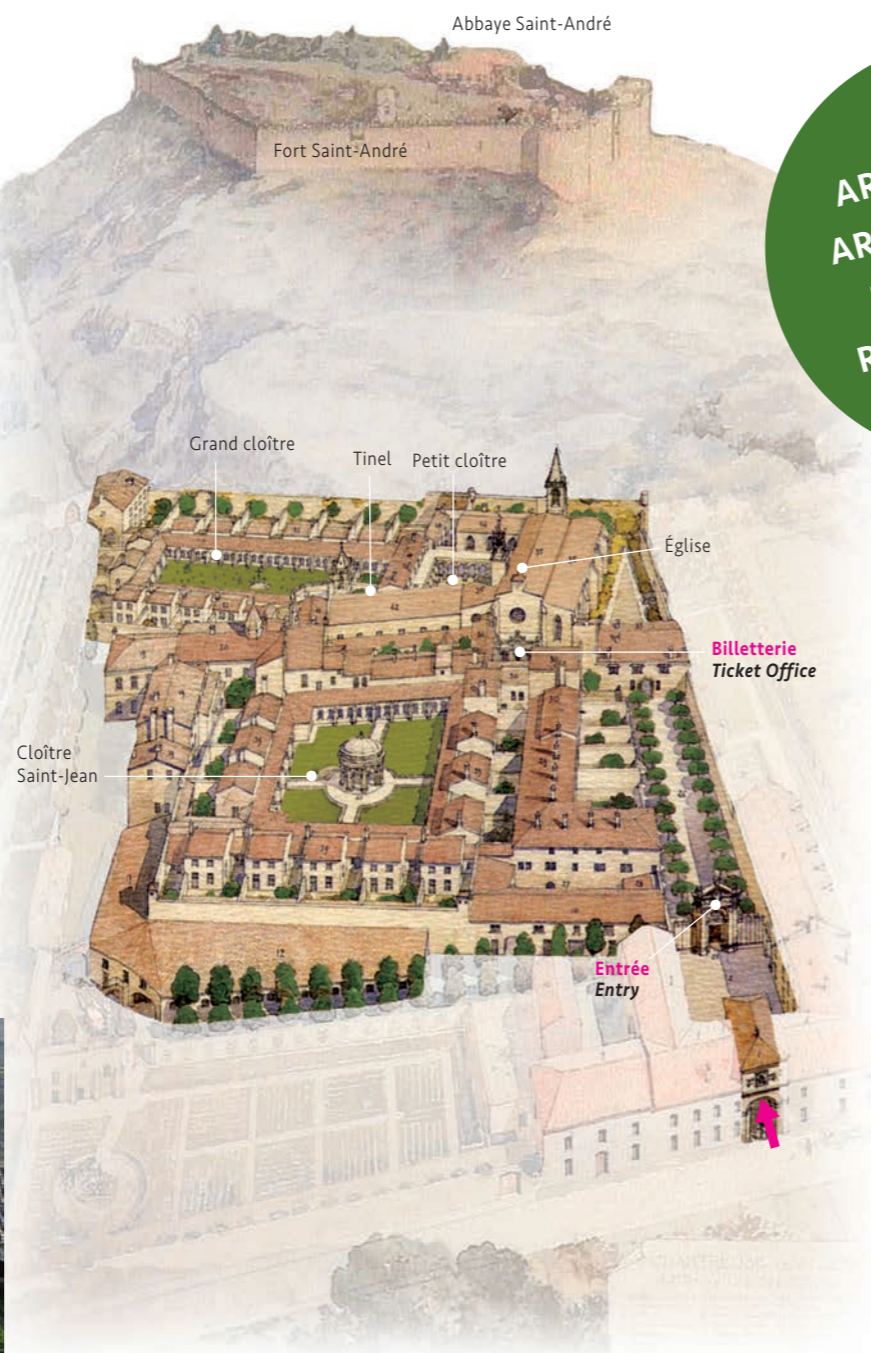 Abbaye Saint-André
Fort Saint-André
Grand cloître
Tinel
Petit cloître
Église
Billetterie
Ticket Office
Cloître
Saint-Jean
Entrée
Entry